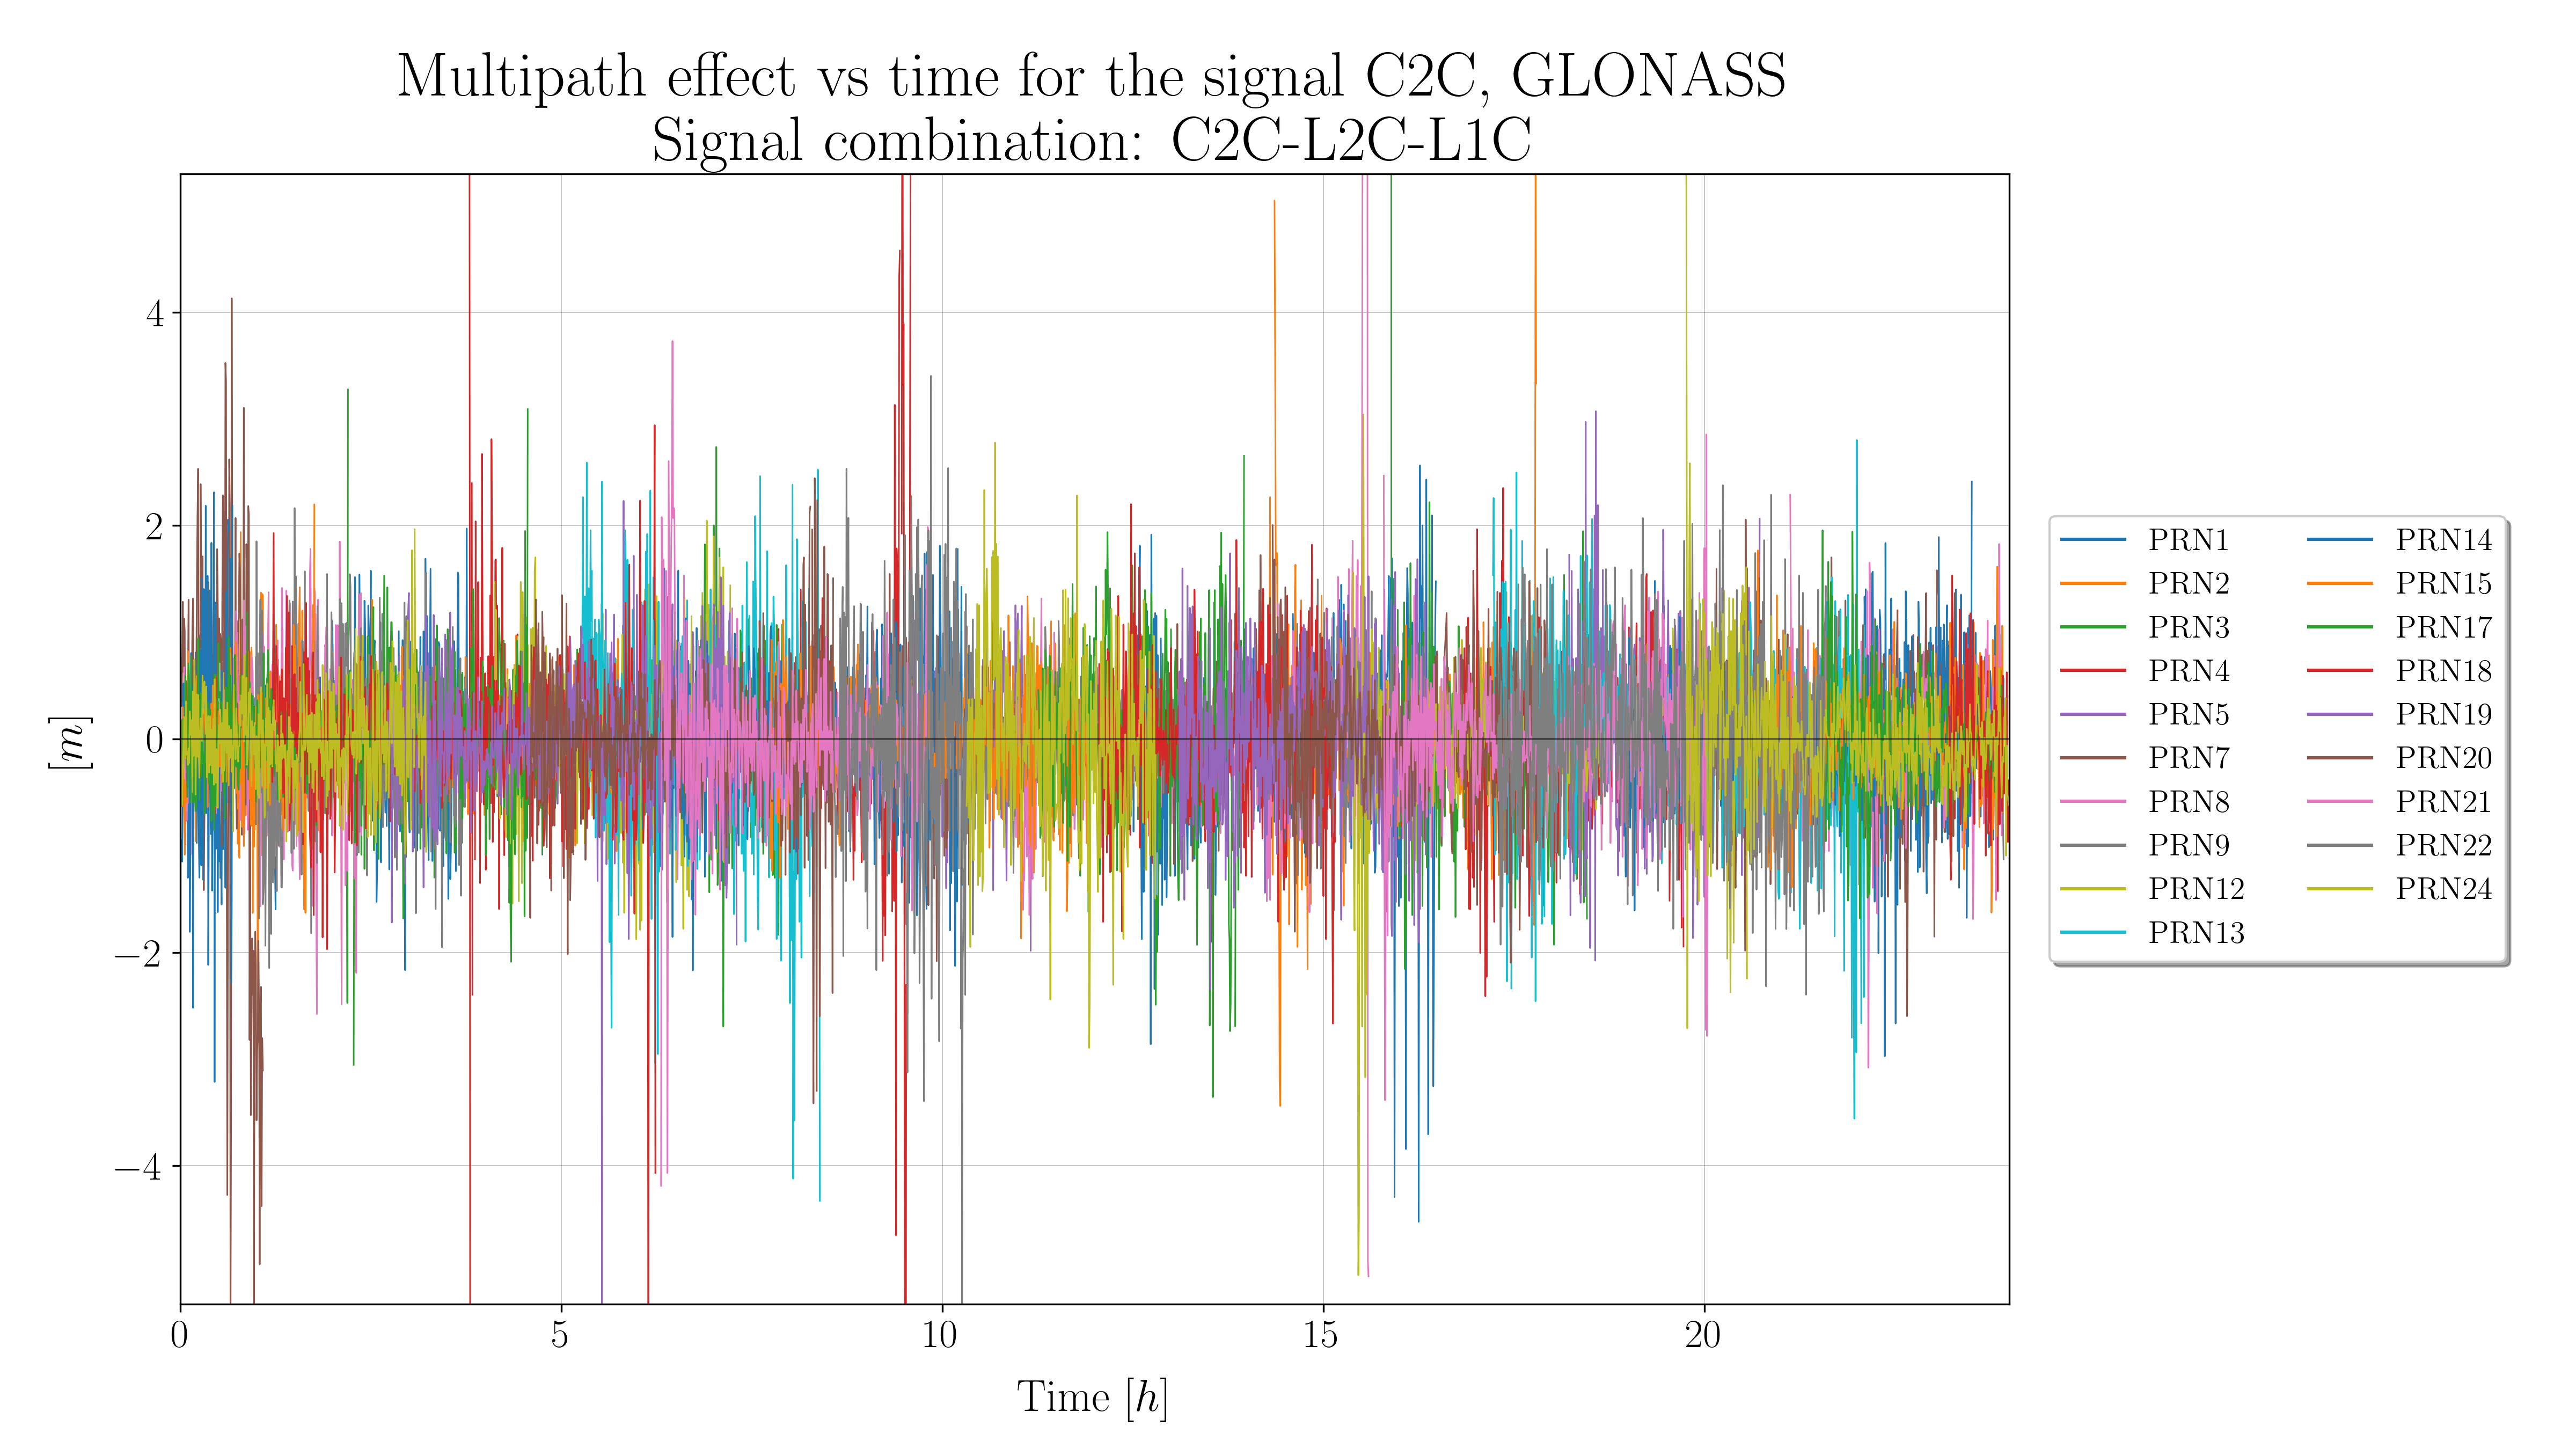 Multipath effect vs time for the signal C2C, GLONASS
Signal combination: C2C-L2C-L1C
[m]
4
2
0
−2
−4
0 5 10 15 20
Time [h]
PRN1 PRN14
PRN2 PRN15
PRN3 PRN17
PRN4 PRN18
PRN5 PRN19
PRN7 PRN20
PRN8 PRN21
PRN9 PRN22
PRN12 PRN24
PRN13